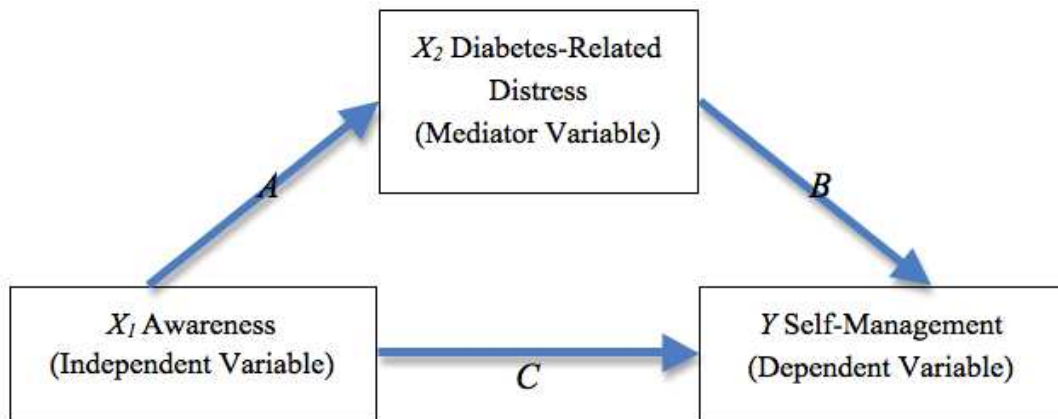 X₂ Diabetes-Related
Distress
(Mediator Variable)
A
B
X₁ Awareness
(Independent Variable)
C
Y Self-Management
(Dependent Variable)